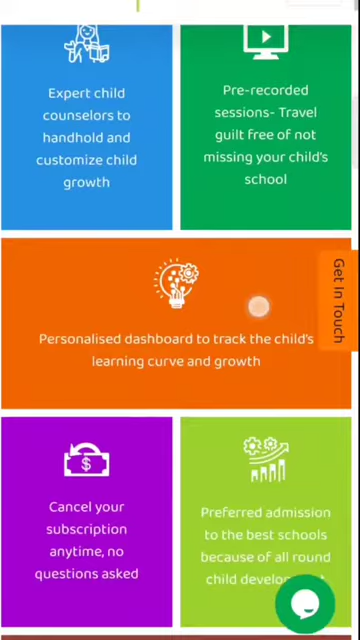 Expert child
counselors to
handhold and
customize child
growth
Pre-recorded
sessions- Travel
guilt free of not
missing your child's
school
Get In Touch
Personalised dashboard to track the child's
learning curve and growth
$
Cancel your
subscription
anytime, no
questions asked
Preferred admission
to the best schools
because of all round
child development